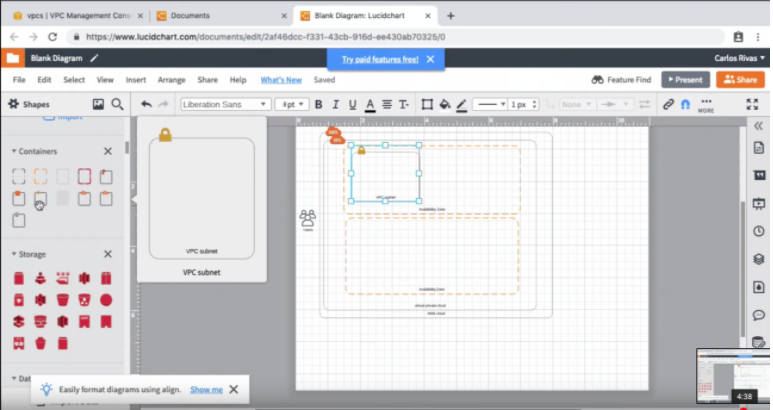 vpcs | VPC Management Cons
Documents
Blank Diagram: Lucidchart
https://www.lucidchart.com/documents/edit/2af46dcc-f331-43cb-916d-ee430ab70325/0
Blank Diagram
Try paid features free!
Carlos Rivas
File Edit Select View Insert Arrange Share Help What's New Saved
Feature Find
Present
Share
Shapes
Liberation Sans
B I U A T
1 px
None
MORE
Import
Containers
VPC subnet
VPC subnet
VPC subnet
Availability Zone
Availability Zone
virtual private cloud
AWS cloud
Users
Storage
Easily format diagrams using align. Show me
4:38